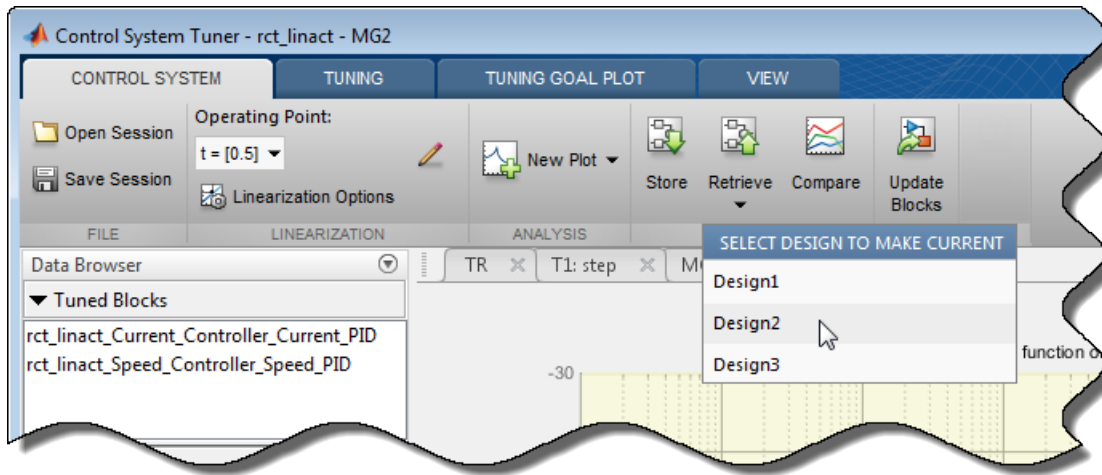 Control System Tuner - rct_linact - MG2
CONTROL SYSTEM
TUNING
TUNING GOAL PLOT
VIEW
Open Session
Save Session
FILE
Operating Point:
t = [0.5]
Linearization Options
LINEARIZATION
New Plot
ANALYSIS
Store
Retrieve
Compare
Update
Blocks
SELECT DESIGN TO MAKE CURRENT
Design1
Design2
Design3
Data Browser
Tuned Blocks
rct_linact_Current_Controller_Current_PID
rct_linact_Speed_Controller_Speed_PID
TR
T1: step
-30
function